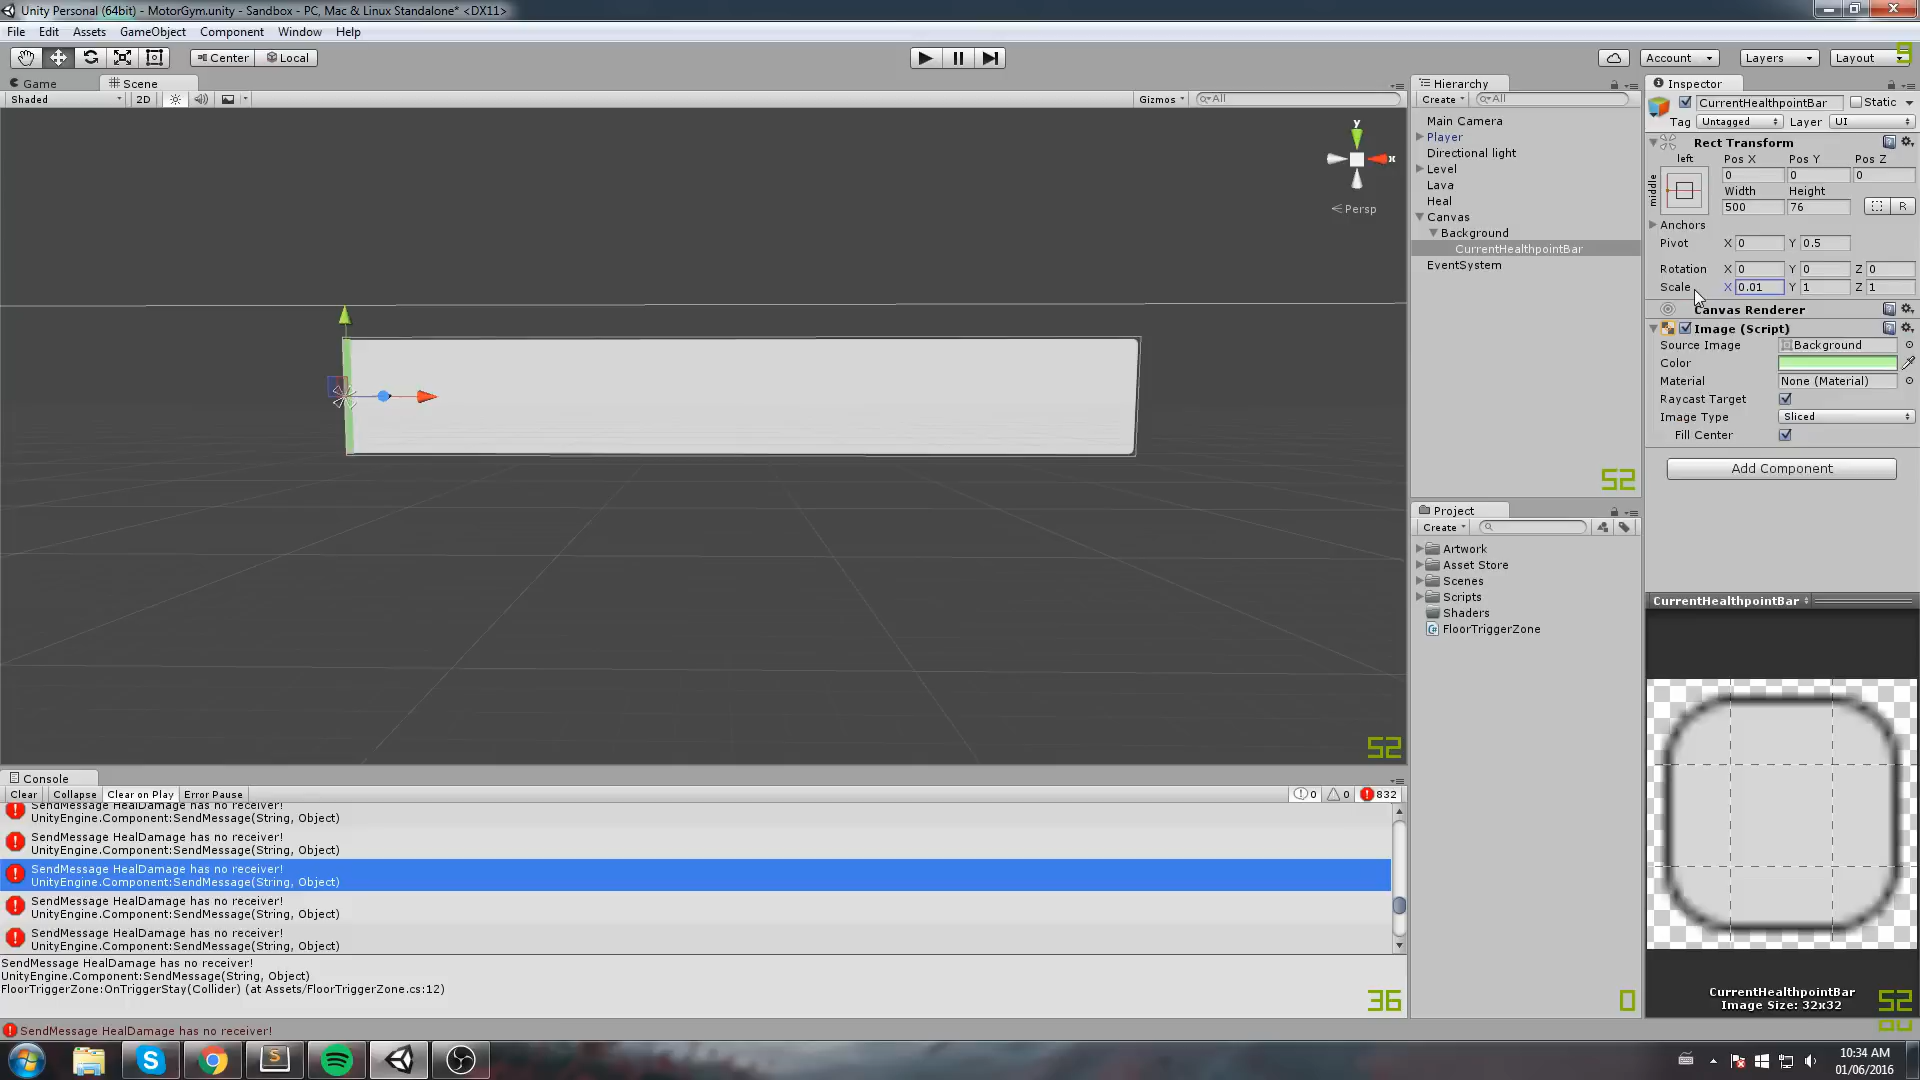 Unity Personal (64bit) - MotorGym.unity - Sandbox - PC, Mac & Linux Standalone* <DX11>
File Edit Assets GameObject Component Window Help
Center Local
Account Layers Layout
9
Game Scene
Shaded 2D Gizmos All
y
x
Persp
52
Hierarchy
Create All
Main Camera
Player
Directional light
Level
Lava
Heal
Canvas
Background
CurrentHealthpointBar
EventSystem
52
Project
Create
Artwork
Asset Store
Scenes
Scripts
Shaders
FloorTriggerZone
0
Inspector
CurrentHealthpointBar Static
Tag Untagged Layer UI
Rect Transform
left
middle
Pos X Pos Y Pos Z
0 0 0
Width Height
500 76 R
Anchors
Pivot X 0 Y 0.5
Rotation X 0 Y 0 Z 0
Scale X 0.01 Y 1 Z 1
Canvas Renderer
Image (Script)
Source Image Background
Color
Material None (Material)
Raycast Target
Image Type Sliced
Fill Center
Add Component
CurrentHealthpointBar
CurrentHealthpointBar
Image Size: 32x32
52
Console
Clear Collapse Clear on Play Error Pause 0 0 832
SendMessage HealDamage has no receiver!
UnityEngine.Component:SendMessage(String, Object)
SendMessage HealDamage has no receiver!
UnityEngine.Component:SendMessage(String, Object)
SendMessage HealDamage has no receiver!
UnityEngine.Component:SendMessage(String, Object)
SendMessage HealDamage has no receiver!
UnityEngine.Component:SendMessage(String, Object)
SendMessage HealDamage has no receiver!
UnityEngine.Component:SendMessage(String, Object)
SendMessage HealDamage has no receiver!
UnityEngine.Component:SendMessage(String, Object)
FloorTriggerZone:OnTriggerStay(Collider) (at Assets/FloorTriggerZone.cs:12)
36
SendMessage HealDamage has no receiver!
10:34 AM
01/06/2016